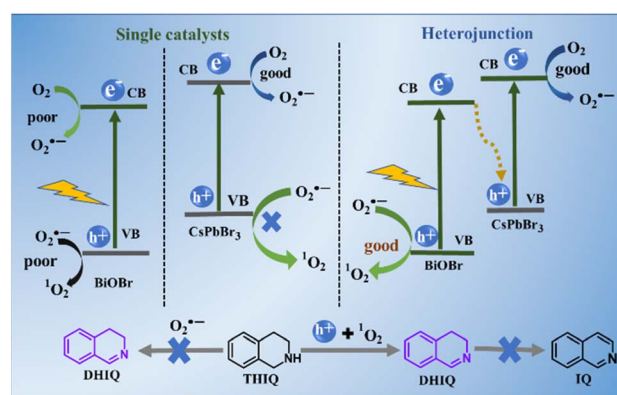 Single catalysts
Heterojunction
O₂
poor
O₂•−
e⁻
CB
O₂•−
poor
¹O₂
h⁺
VB
BiOBr
CB
e⁻
O₂
good
O₂•−
h⁺
VB
CsPbBr₃
O₂•−
¹O₂
e⁻
CB
O₂•−
good
¹O₂
h⁺
VB
BiOBr
CB
e⁻
O₂
good
O₂•−
h⁺
VB
CsPbBr₃
N
DHIQ
O₂•−
NH
THIQ
h⁺ + ¹O₂
N
DHIQ
N
IQ